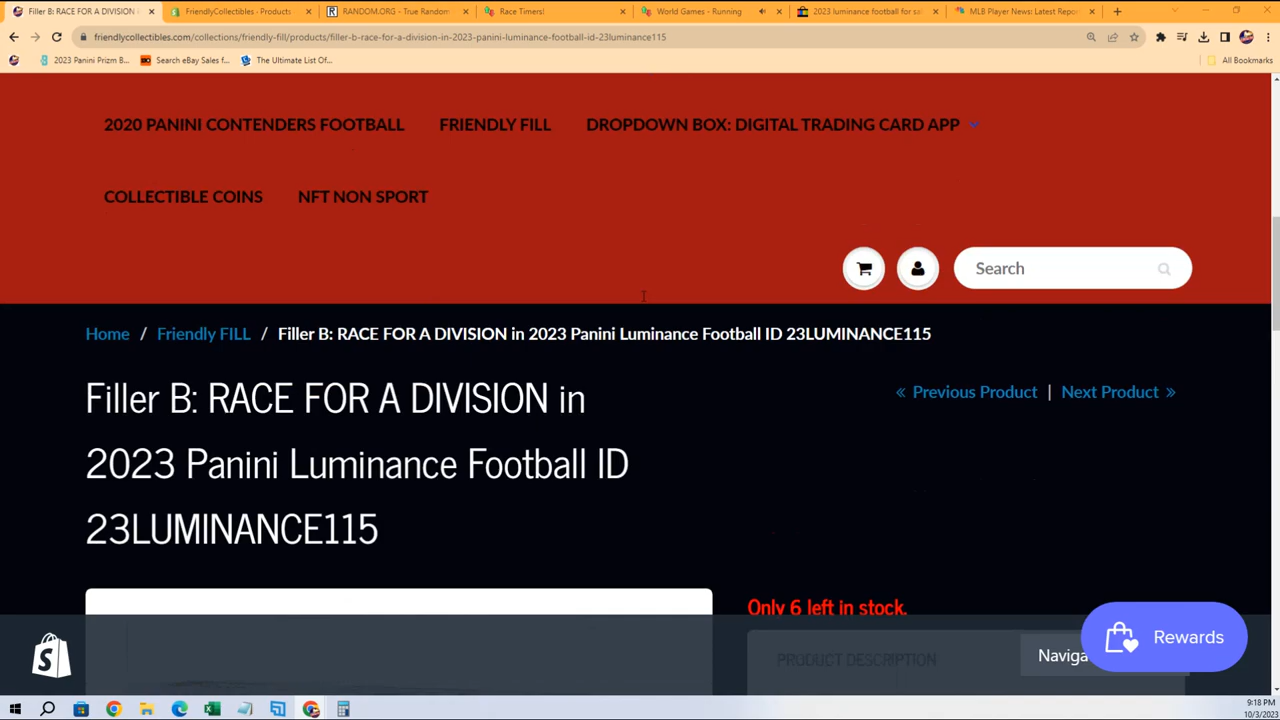 Filler B: RACE FOR A DIVISION i
FriendlyCollectibles · Products
RANDOM.ORG - True Random
Race Timers!
World Games - Running
2023 luminance football for sa
MLB Player News: Latest Repor
friendlycollectibles.com/collections/friendly-fill/products/filler-b-race-for-a-division-in-2023-panini-luminance-football-id-23luminance115
2023 Panini Prizm B...
Search eBay Sales f...
The Ultimate List Of...
All Bookmarks
2020 PANINI CONTENDERS FOOTBALL FRIENDLY FILL DROPDOWN BOX: DIGITAL TRADING CARD APP
COLLECTIBLE COINS NFT NON SPORT
Search
Home / Friendly FILL / Filler B: RACE FOR A DIVISION in 2023 Panini Luminance Football ID 23LUMINANCE115
Filler B: RACE FOR A DIVISION in
2023 Panini Luminance Football ID
23LUMINANCE115
« Previous Product | Next Product »
Only 6 left in stock.
PRODUCT DESCRIPTION
Naviga
Rewards
9:18 PM
10/3/2023